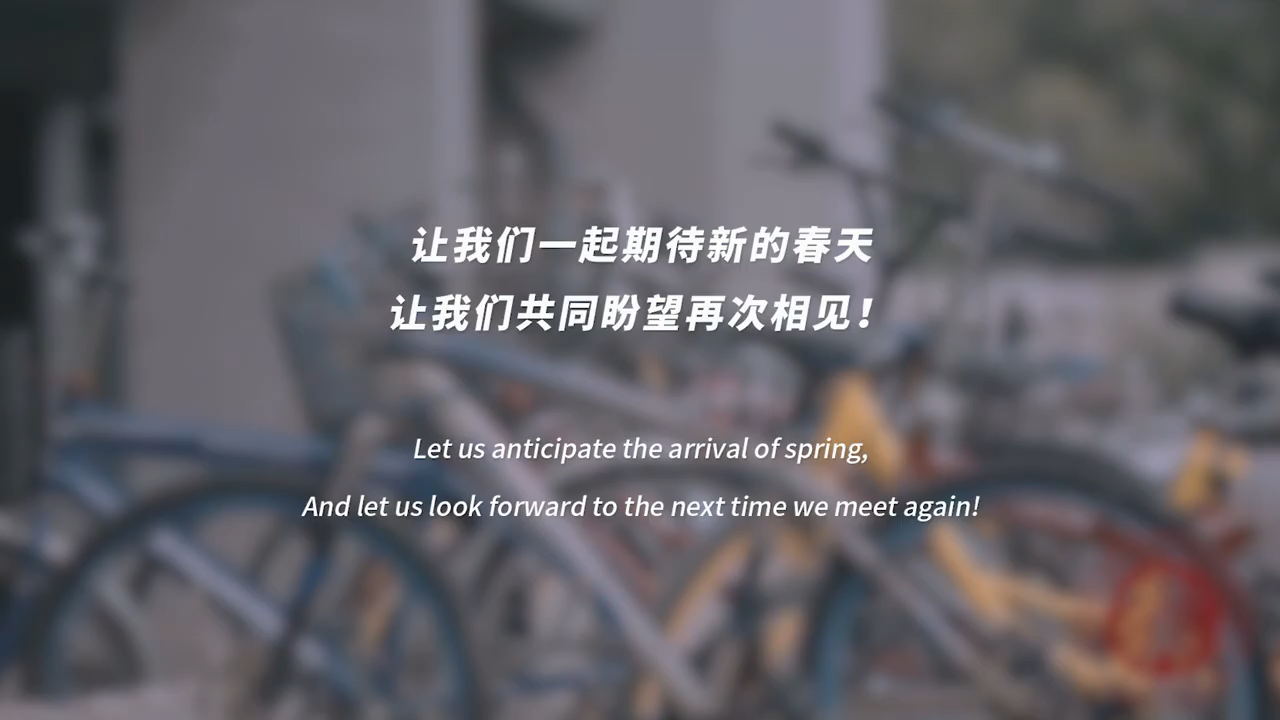 让我们一起期待新的春天
让我们共同盼望再次相见！
Let us anticipate the arrival of spring,
And let us look forward to the next time we meet again!